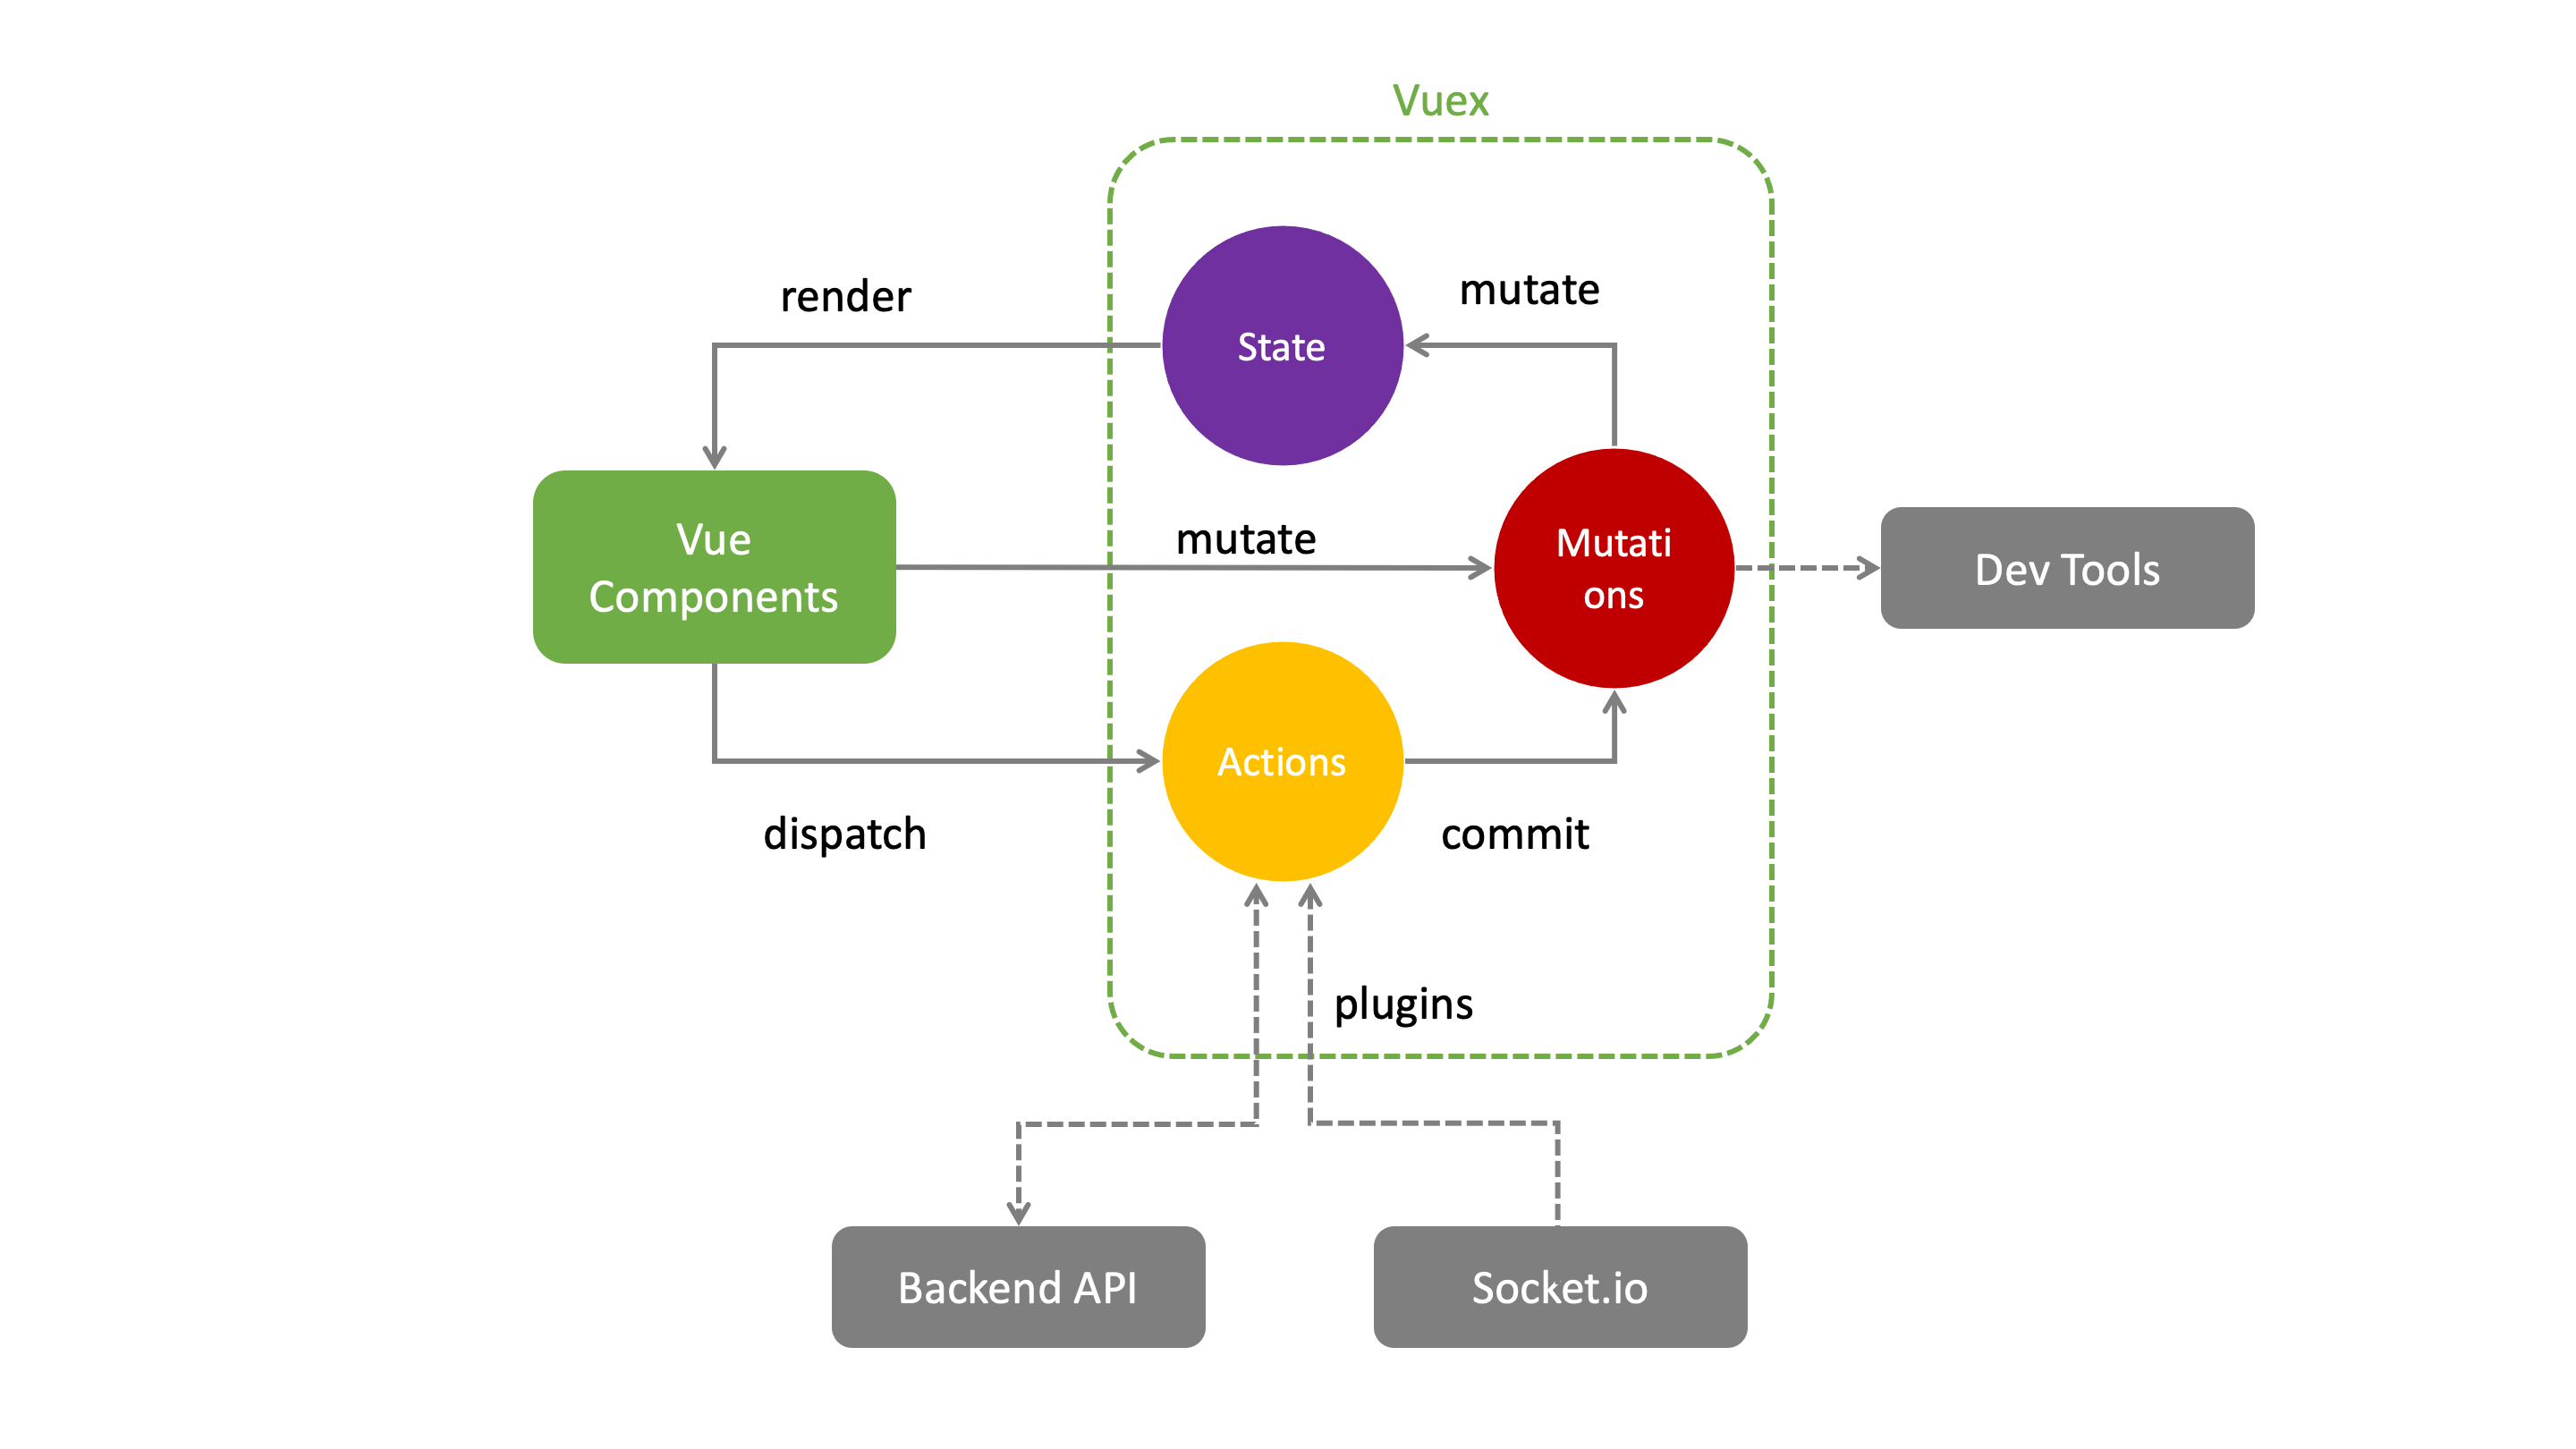 Vuex
render
mutate
State
Vue
Components
mutate
Mutati
ons
Dev Tools
Actions
dispatch
commit
plugins
Backend API
Socket.io